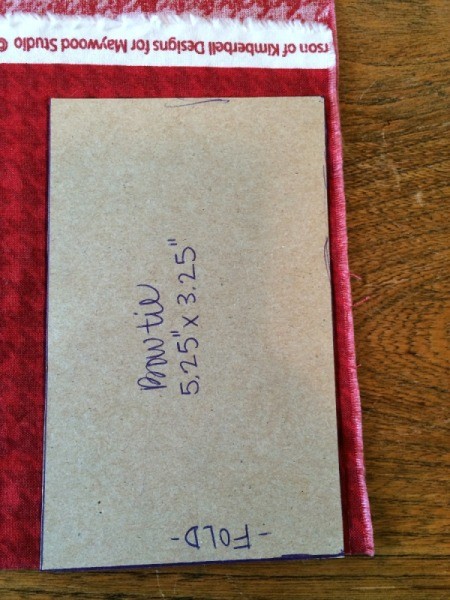 rson of Kimberbell Designs for Maywood Studio ©
Bowtie
5.25" x 3.25"
- FOLD -